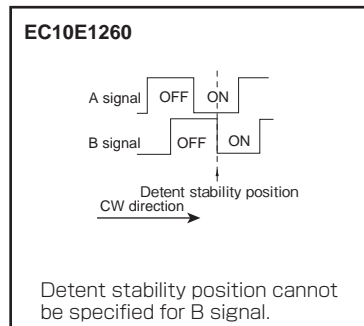 EC10E1260
A signal OFF ON
B signal OFF ON
Detent stability position
CW direction
Detent stability position cannot
be specified for B signal.